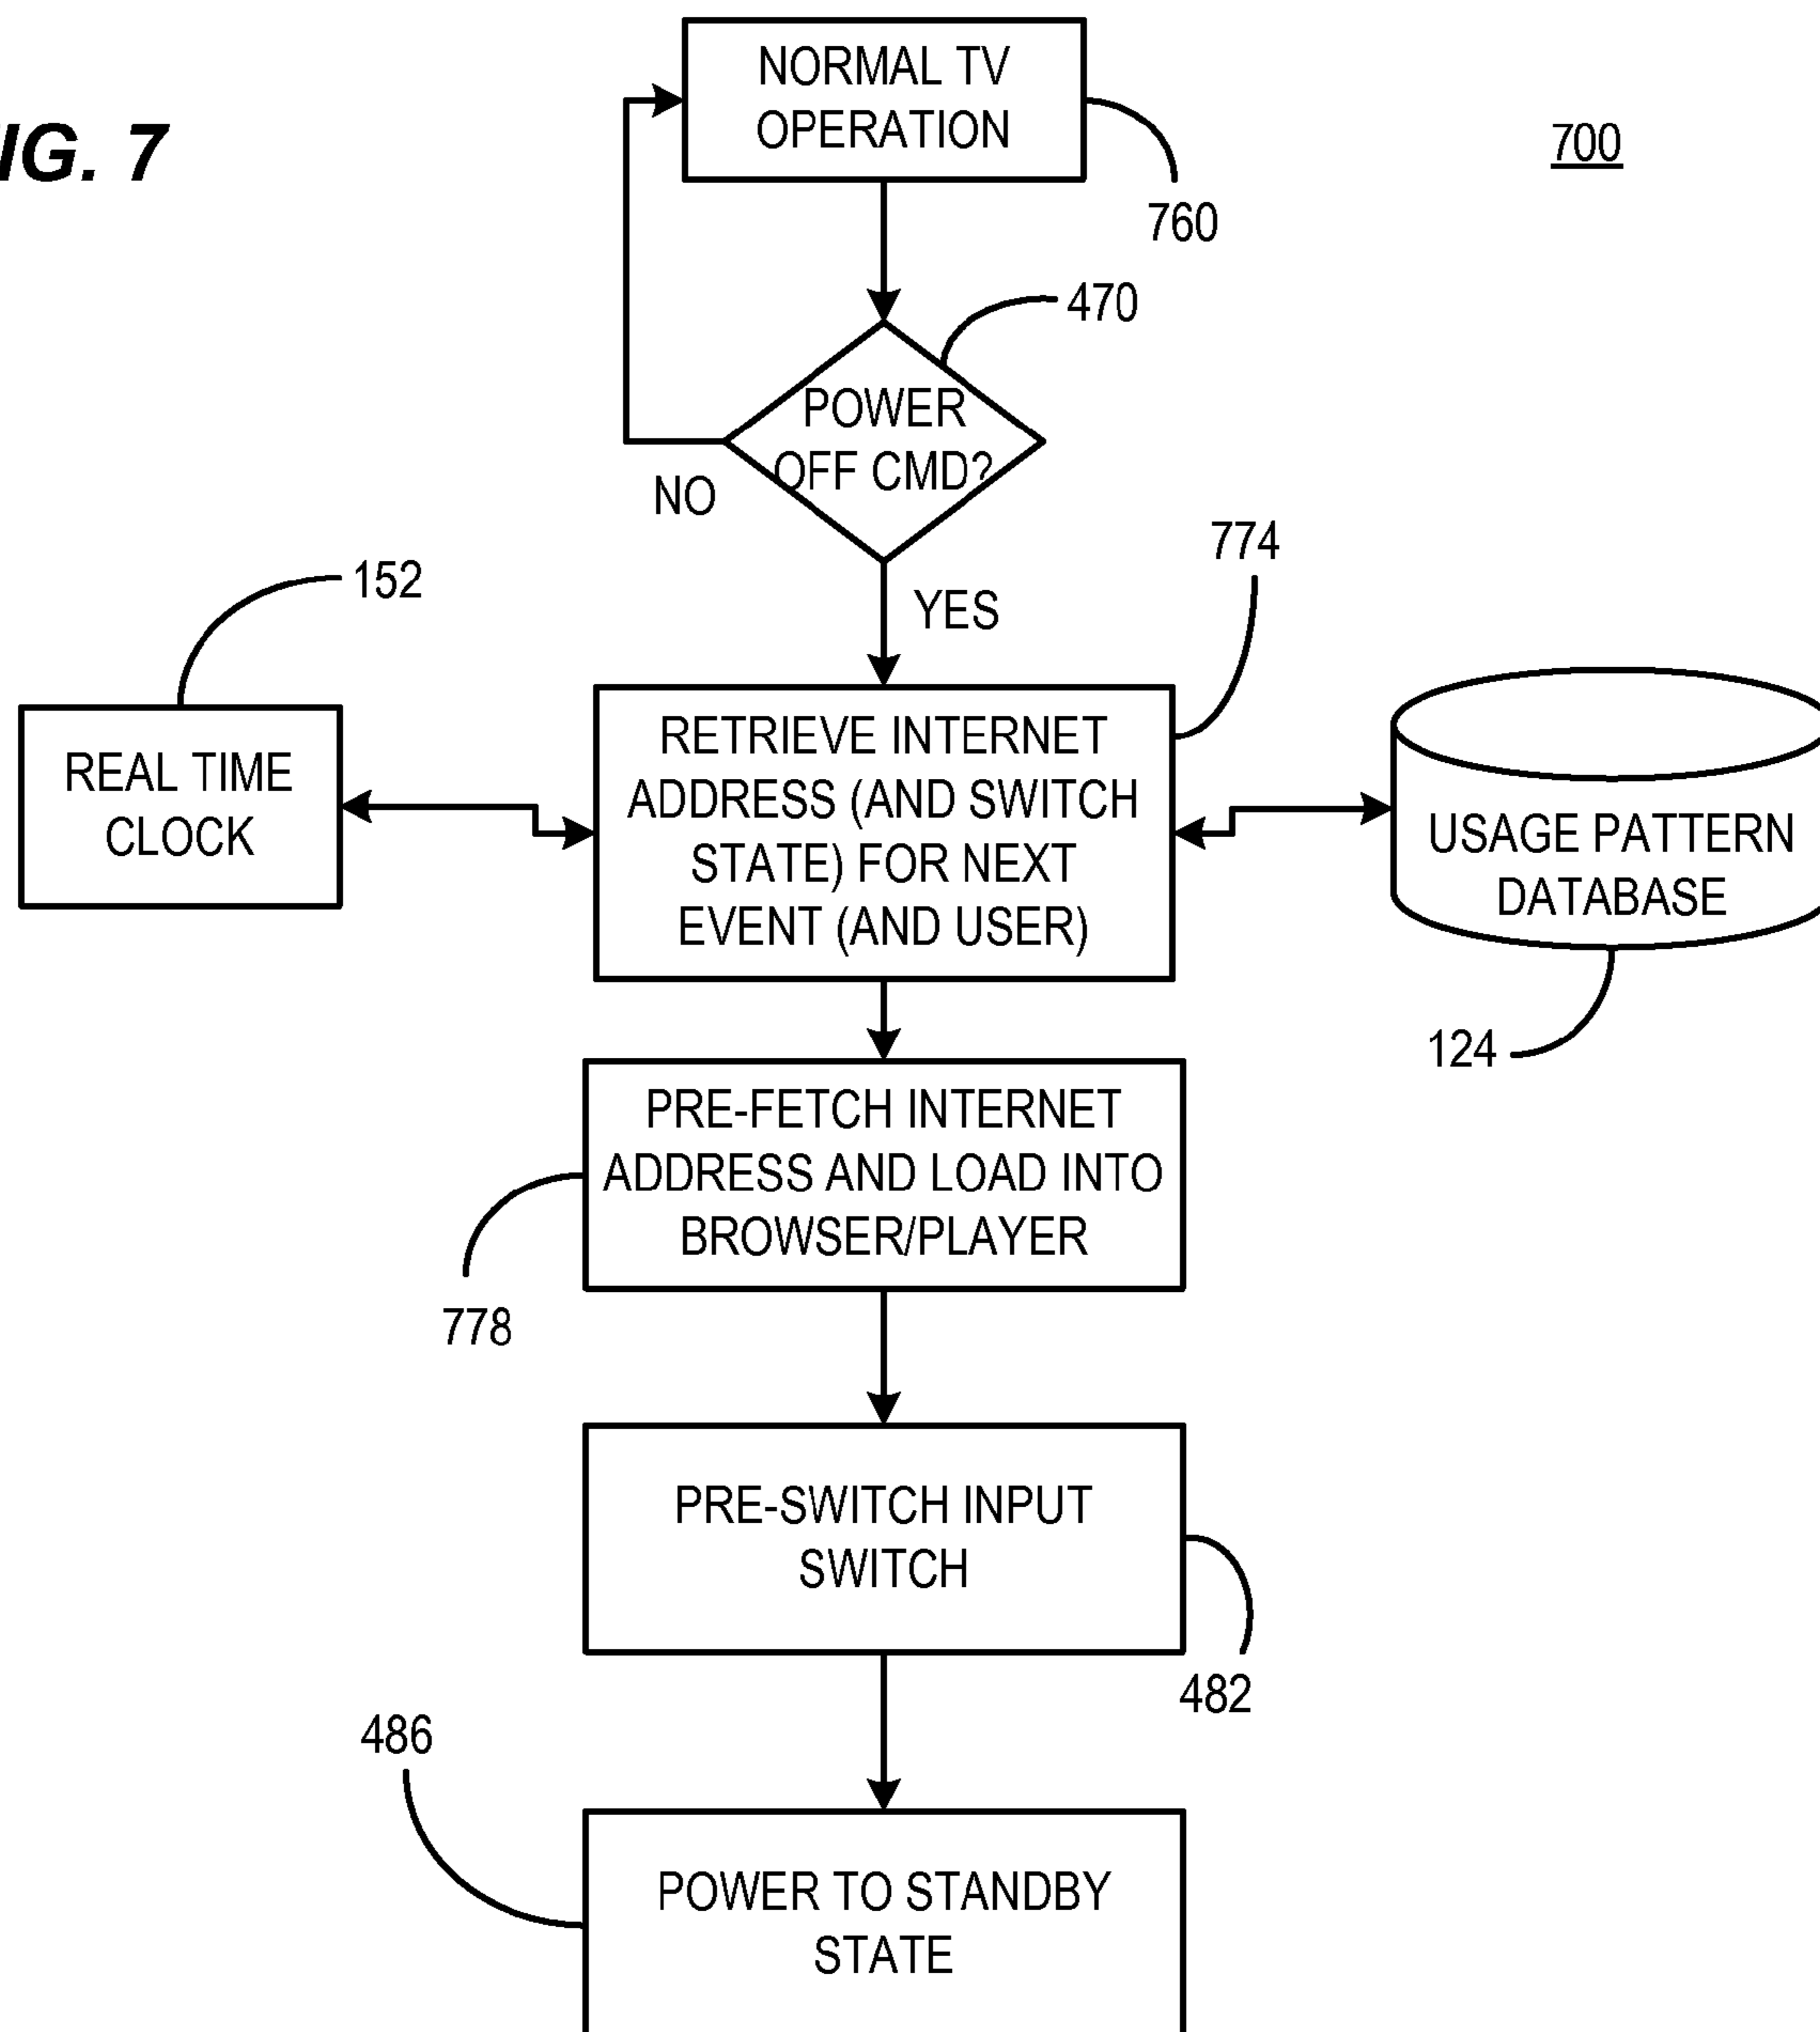 NORMAL TV
OPERATION
IG. 7
700
760
470
POWER
OFF CMD?
NO
774
152
YES
REAL TIME
CLOCK
RETRIEVE INTERNET
ADDRESS (AND SWITCH
STATE) FOR NEXT
EVENT (AND USER)
USAGE PATTERN
DATABASE
124
PRE-FETCH INTERNET
ADDRESS AND LOAD INTO
BROWSER/PLAYER
778
PRE-SWITCH INPUT
SWITCH
482
486
POWER TO STANDBY
STATE